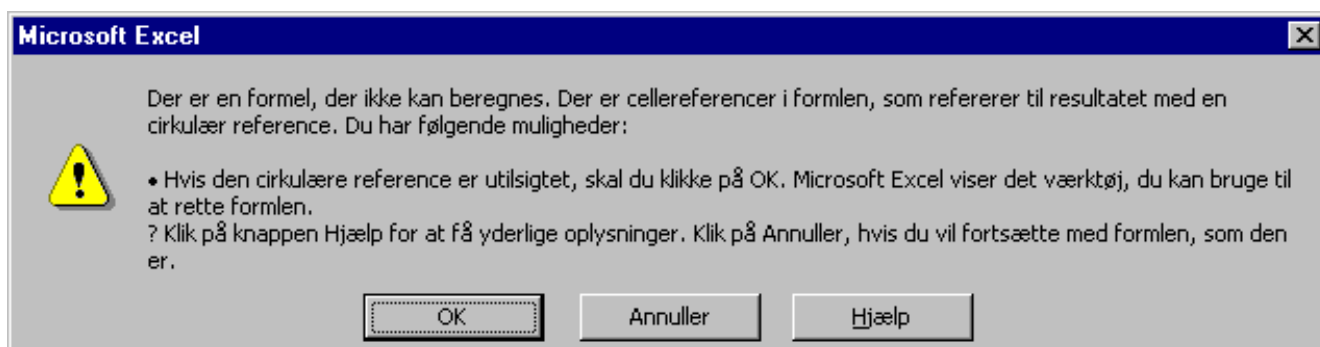 Microsoft Excel
Der er en formel, der ikke kan beregnes. Der er cellereferencer i formlen, som refererer til resultatet med en
cirkulær reference. Du har følgende muligheder:
• Hvis den cirkulære reference er utilsigtet, skal du klikke på OK. Microsoft Excel viser det værktøj, du kan bruge til
at rette formlen.
? Klik på knappen Hjælp for at få yderlige oplysninger. Klik på Annuller, hvis du vil fortsætte med formlen, som den
er.
OK Annuller Hjælp